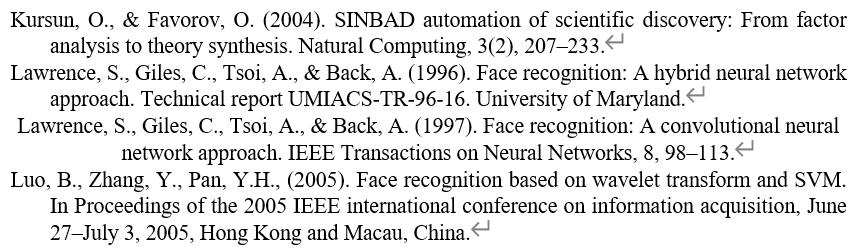 Kursun, O., & Favorov, O. (2004). SINBAD automation of scientific discovery: From factor
analysis to theory synthesis. Natural Computing, 3(2), 207–233.↵
Lawrence, S., Giles, C., Tsoi, A., & Back, A. (1996). Face recognition: A hybrid neural network
approach. Technical report UMIACS-TR-96-16. University of Maryland.↵
Lawrence, S., Giles, C., Tsoi, A., & Back, A. (1997). Face recognition: A convolutional neural
network approach. IEEE Transactions on Neural Networks, 8, 98–113.↵
Luo, B., Zhang, Y., Pan, Y.H., (2005). Face recognition based on wavelet transform and SVM.
In Proceedings of the 2005 IEEE international conference on information acquisition, June
27–July 3, 2005, Hong Kong and Macau, China.↵